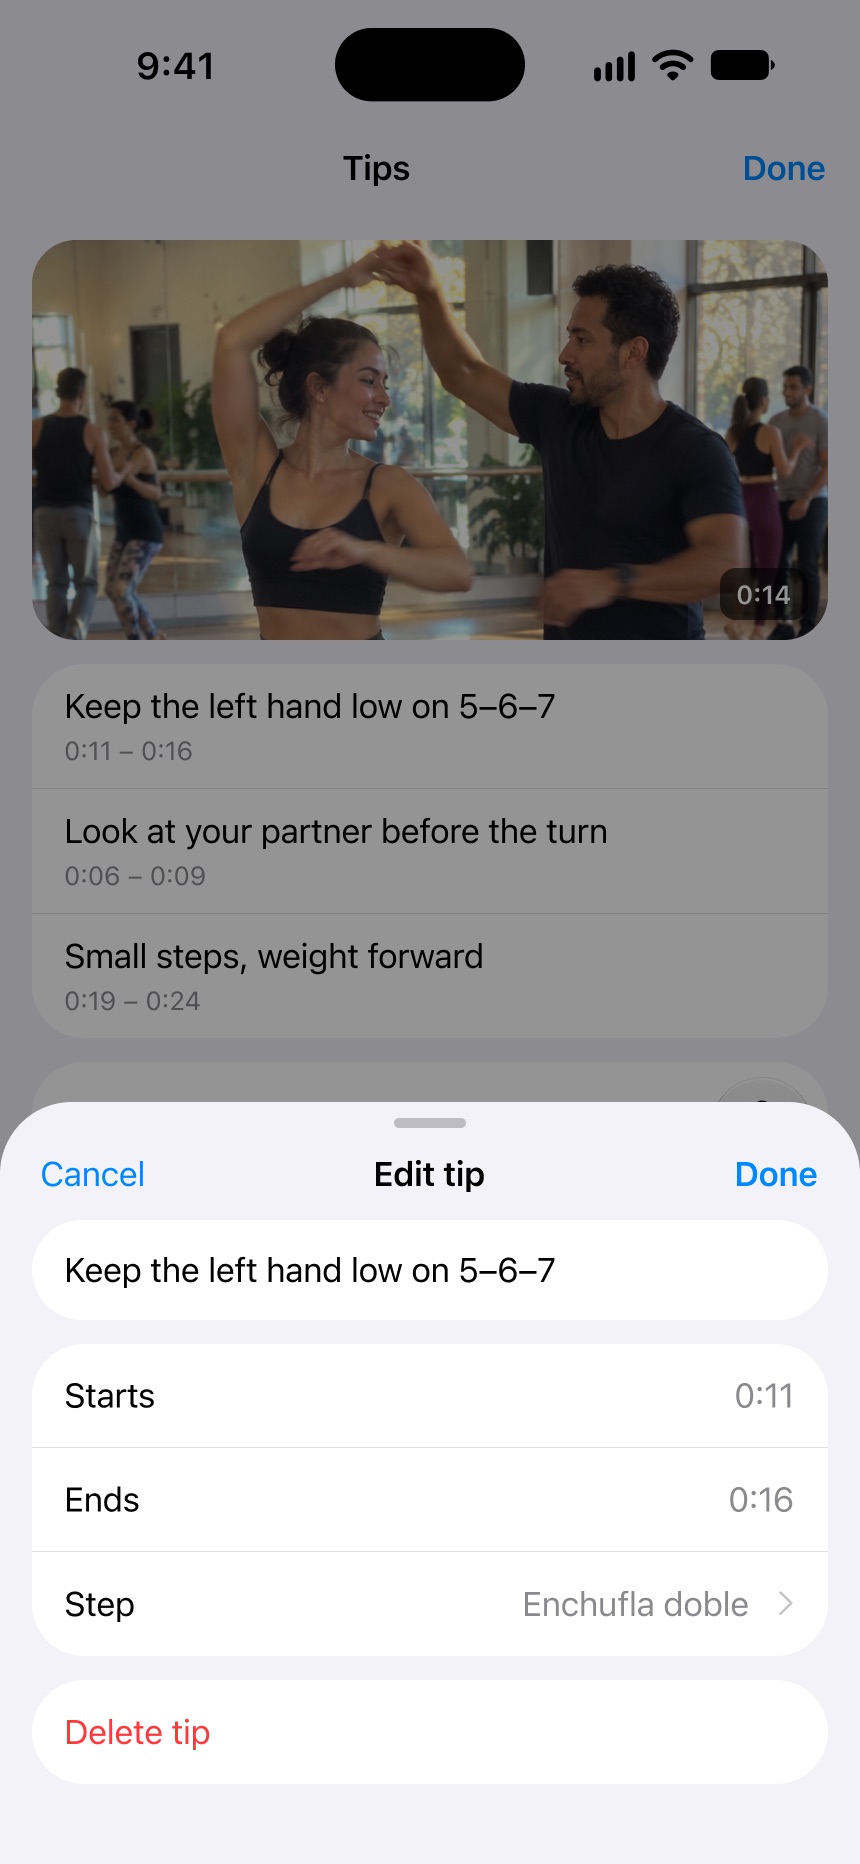 9:41
Tips
Done
0:14
Keep the left hand low on 5–6–7
0:11 – 0:16
Look at your partner before the turn
0:06 – 0:09
Small steps, weight forward
0:19 – 0:24
Cancel
Edit tip
Done
Keep the left hand low on 5–6–7
Starts
0:11
Ends
0:16
Step
Enchufla doble
Delete tip